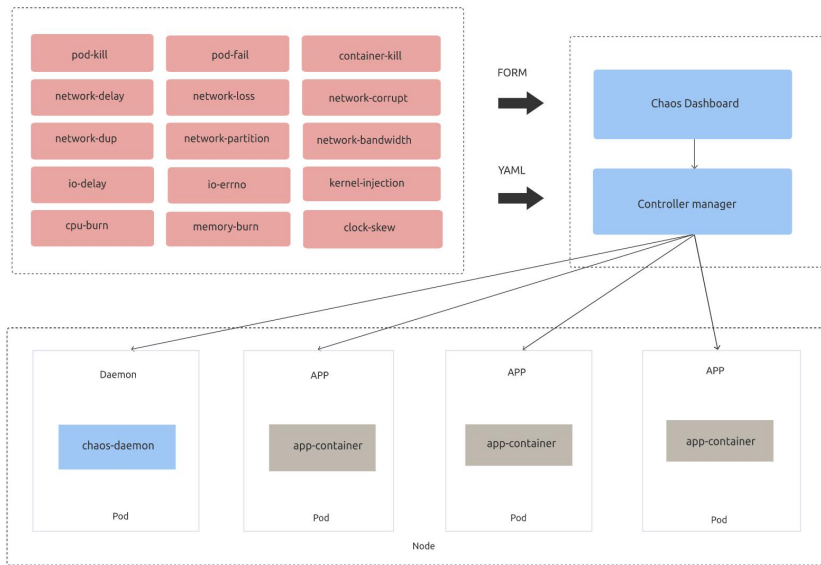 pod-kill
pod-fail
container-kill
network-delay
network-loss
network-corrupt
network-dup
network-partition
network-bandwidth
io-delay
io-errno
kernel-injection
cpu-burn
memory-burn
clock-skew
FORM
YAML
Chaos Dashboard
Controller manager
Daemon
chaos-daemon
Pod
APP
app-container
Pod
APP
app-container
Pod
APP
app-container
Pod
Node